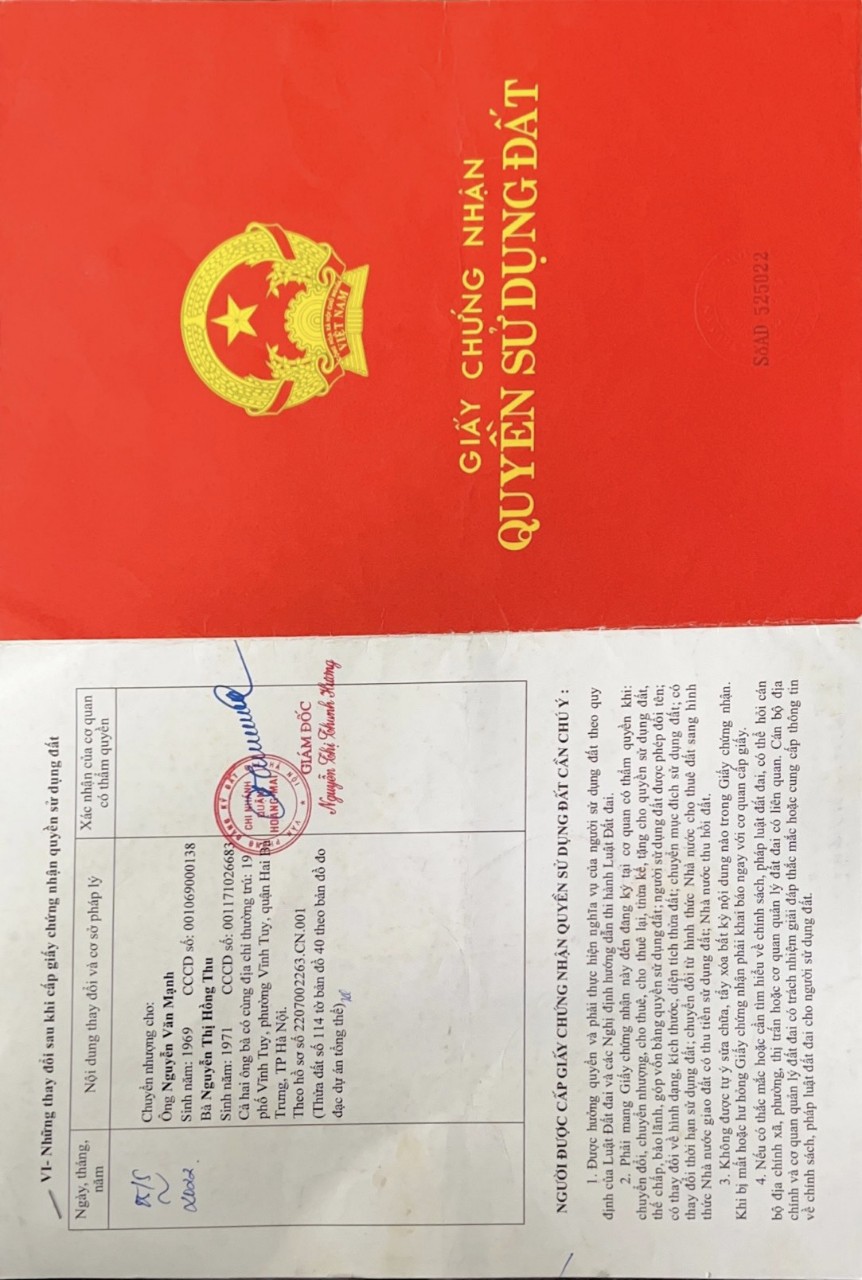 VI- Những thay đổi sau khi cấp giấy chứng nhận quyền sử dụng đất
Ngày, tháng, năm
Nội dung thay đổi và cơ sở pháp lý
Xác nhận của cơ quan có thẩm quyền
2022.
Chuyển nhượng cho:
Ông Nguyễn Văn Mạnh
Sinh năm: 1969 CCCD số: 001069000138
Bà Nguyễn Thị Hồng Thu
Sinh năm: 1971 CCCD số: 001171026683
Cả hai ông bà có cùng địa chỉ thường trú: 19
phố Vĩnh Tuy, phường Vĩnh Tuy, quận Hai Bà
Trưng, TP Hà Nội.
Theo hồ sơ số 2207002263.CN.001
(Thửa đất số 114 tờ bản đồ 40 theo bản đồ đo
đạc dự án tổng thể)
CHI NHÁNH
QUẬN
HOÀNG MAI
GIÁM ĐỐC
Nguyễn Thị Thanh Hương
NGƯỜI ĐƯỢC CẤP GIẤY CHỨNG NHẬN QUYỀN SỬ DỤNG ĐẤT CẦN CHÚ Ý :
1. Được hưởng quyền và phải thực hiện nghĩa vụ của người sử dụng đất theo quy
định của Luật Đất đai và các Nghị định hướng dẫn thi hành Luật Đất đai.
2. Phải mang Giấy chứng nhận này đến đăng ký tại cơ quan có thẩm quyền khi:
chuyển đổi, chuyển nhượng, cho thuê, cho thuê lại, thừa kế, tặng cho quyền sử dụng đất,
thế chấp, bảo lãnh, góp vốn bằng quyền sử dụng đất; người sử dụng đất được phép đổi tên;
có thay đổi về hình dạng, kích thước, diện tích thửa đất; chuyển mục đích sử dụng đất; có
thay đổi thời hạn sử dụng đất; chuyển đổi từ hình thức Nhà nước cho thuê đất sang hình
thức Nhà nước giao đất có thu tiền sử dụng đất; Nhà nước thu hồi đất.
3. Không được tự ý sửa chữa, tẩy xóa bất kỳ nội dung nào trong Giấy chứng nhận.
Khi bị mất hoặc hư hỏng Giấy chứng nhận phải khai báo ngay với cơ quan cấp giấy.
4. Nếu có thắc mắc hoặc cần tìm hiểu về chính sách, pháp luật đất đai, có thể hỏi cán
bộ địa chính xã, phường, thị trấn hoặc cơ quan quản lý đất đai có liên quan. Cán bộ địa
chính và cơ quan quản lý đất đai có trách nhiệm giải đáp thắc mắc hoặc cung cấp thông tin
về chính sách, pháp luật đất đai cho người sử dụng đất.
VIỆT NAM
GIẤY CHỨNG NHẬN
QUYỀN SỬ DỤNG ĐẤT
Số AD 525022